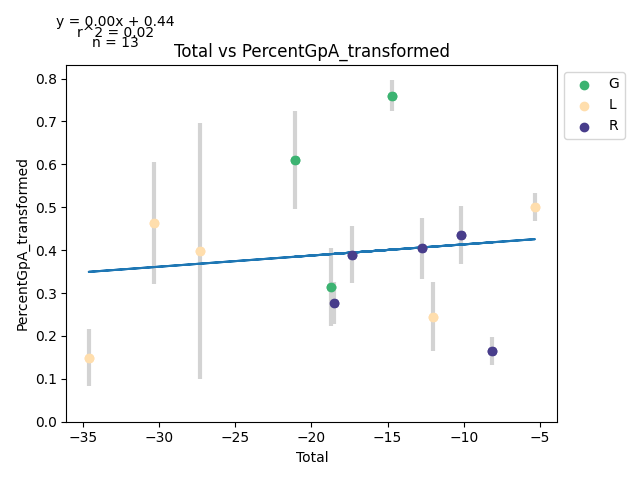 y = 0.00x + 0.44
r^2 = 0.02
n = 13
Total vs PercentGpA_transformed
G
L
R
PercentGpA_transformed
0.8
0.7
0.6
0.5
0.4
0.3
0.2
0.1
0.0
−35
−30
−25
−20
−15
−10
−5
Total